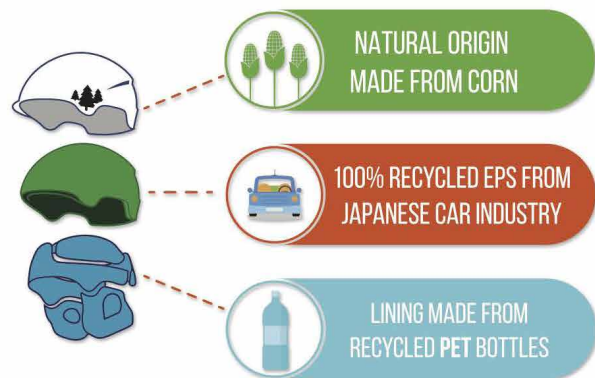 NATURAL ORIGIN
MADE FROM CORN
100% RECYCLED EPS FROM
JAPANESE CAR INDUSTRY
LINING MADE FROM
RECYCLED PET BOTTLES